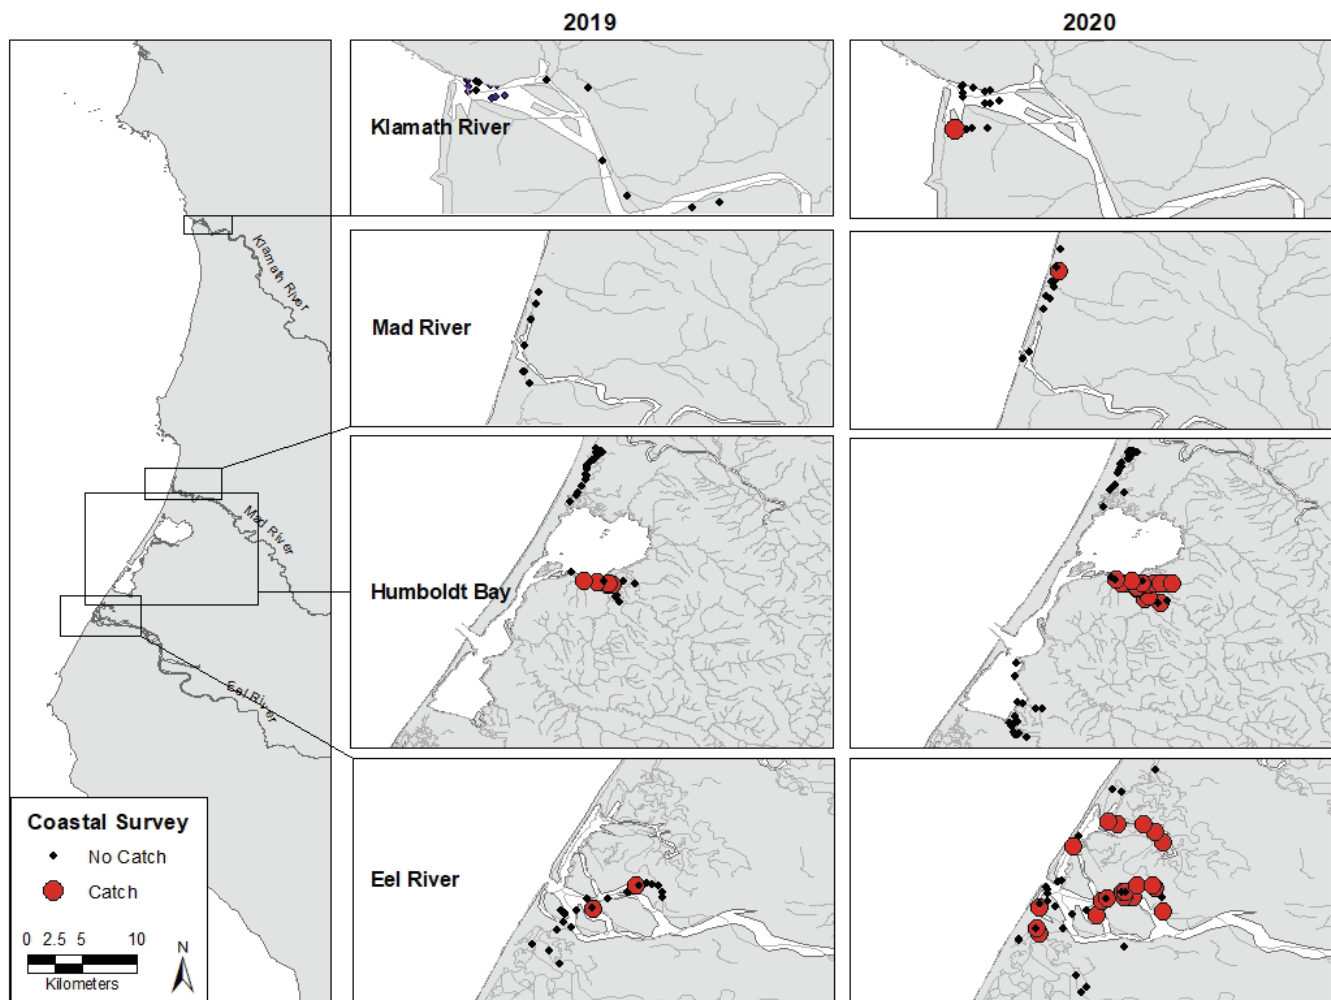 2019
2020
Klamath River
Klamath River
Mad River
Mad River
Humboldt Bay
Eel River
Eel River
Coastal Survey
No Catch
Catch
0 2.5 5 10
Kilometers
N